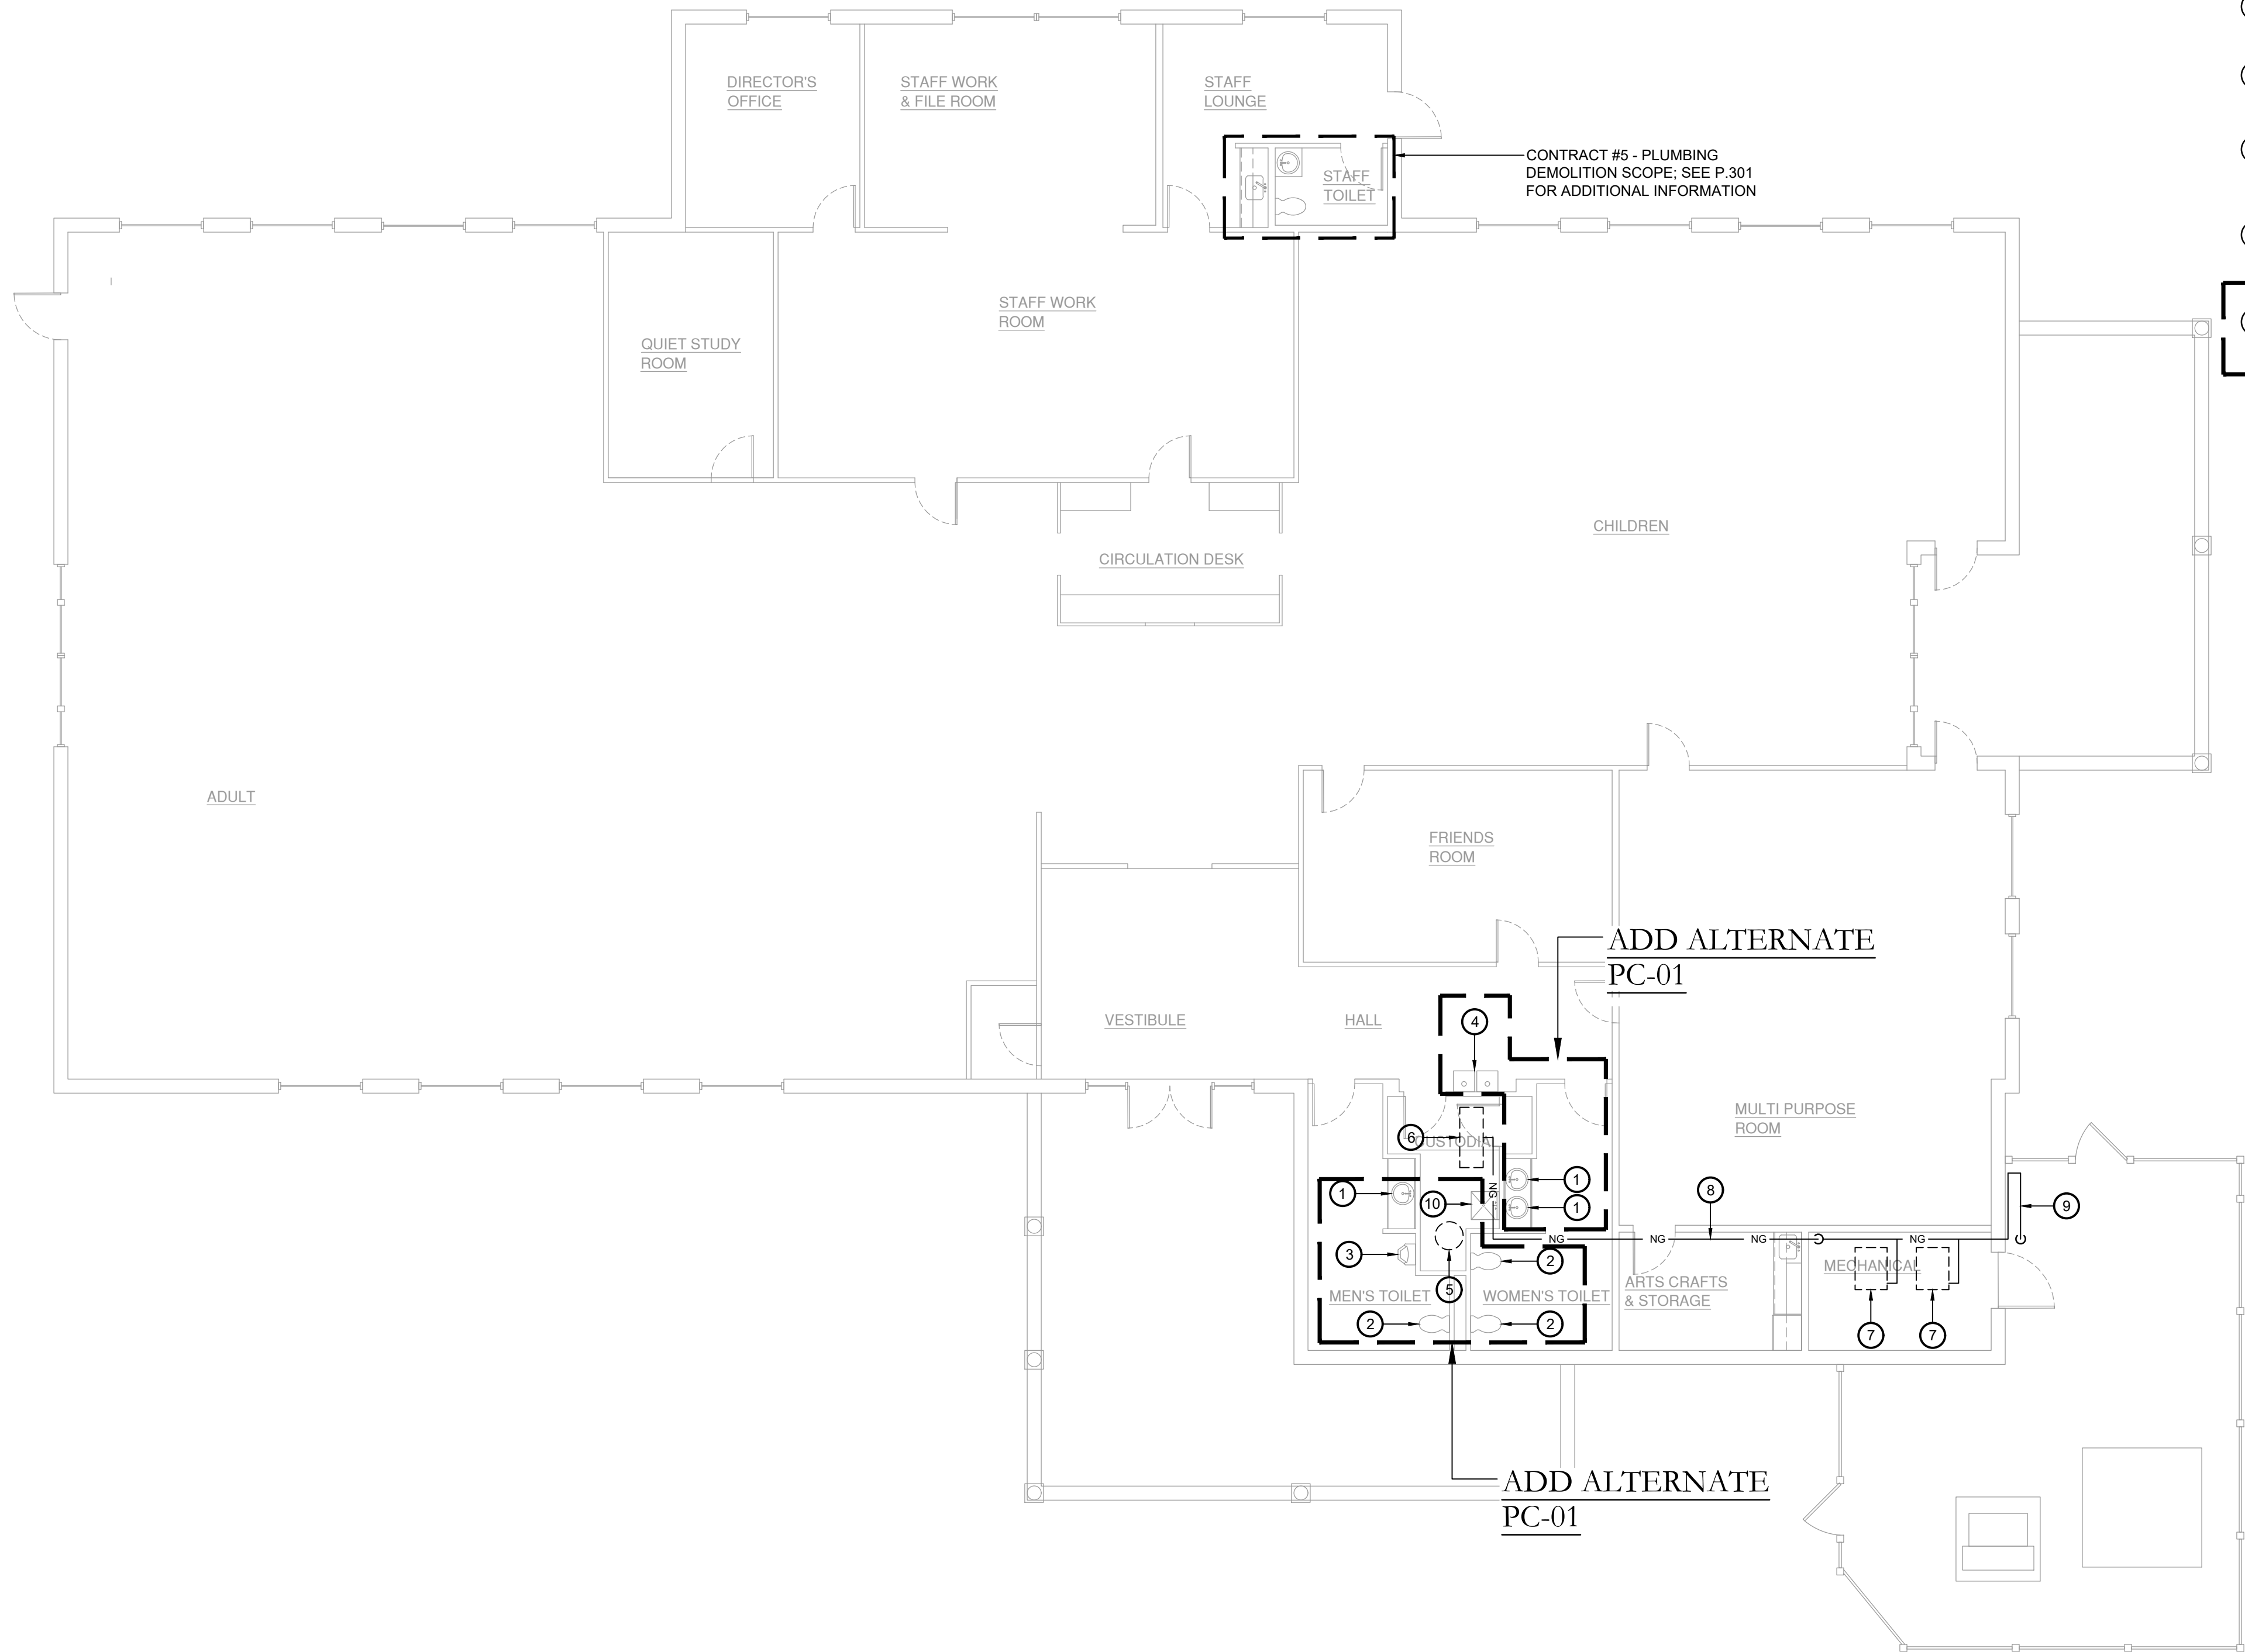 DIRECTOR'S
OFFICE
STAFF WORK
& FILE ROOM
STAFF
LOUNGE
STAFF
TOILET
CONTRACT #5 - PLUMBING
DEMOLITION SCOPE; SEE P.301
FOR ADDITIONAL INFORMATION
STAFF WORK
ROOM
QUIET STUDY
ROOM
CHILDREN
CIRCULATION DESK
ADULT
FRIENDS
ROOM
ADD ALTERNATE
PC-01
VESTIBULE
HALL
4
MULTI PURPOSE
ROOM
6
CUSTODIAL
1
1
10
1
NG
8
9
3
NG
NG
NG
NG
2
5
MECHANICAL
MEN'S TOILET
WOMEN'S TOILET
ARTS CRAFTS
& STORAGE
2
2
7
7
ADD ALTERNATE
PC-01